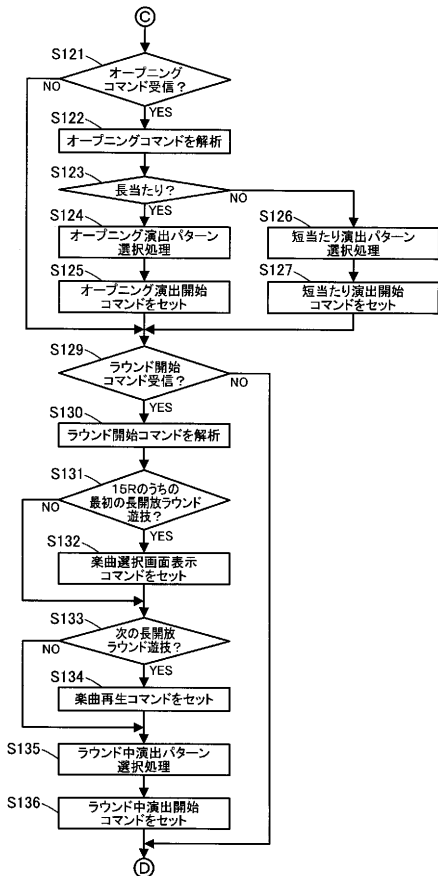 C
S121
オープニング
コマンド受信?
NO
YES
S122
オープニングコマンドを解析
S123
長当たり?
NO
YES
S124
オープニング演出パターン
選択処理
S126
短当たり演出パターン
選択処理
S125
オープニング演出開始
コマンドをセット
S127
短当たり演出開始
コマンドをセット
S129
ラウンド開始
コマンド受信?
NO
YES
S130
ラウンド開始コマンドを解析
S131
15Rのうちの
最初の長開放ラウンド
遊技?
NO
YES
S132
楽曲選択画面表示
コマンドをセット
S133
次の長開放
ラウンド遊技?
NO
YES
S134
楽曲再生コマンドをセット
S135
ラウンド中演出パターン
選択処理
S136
ラウンド中演出開始
コマンドをセット
D